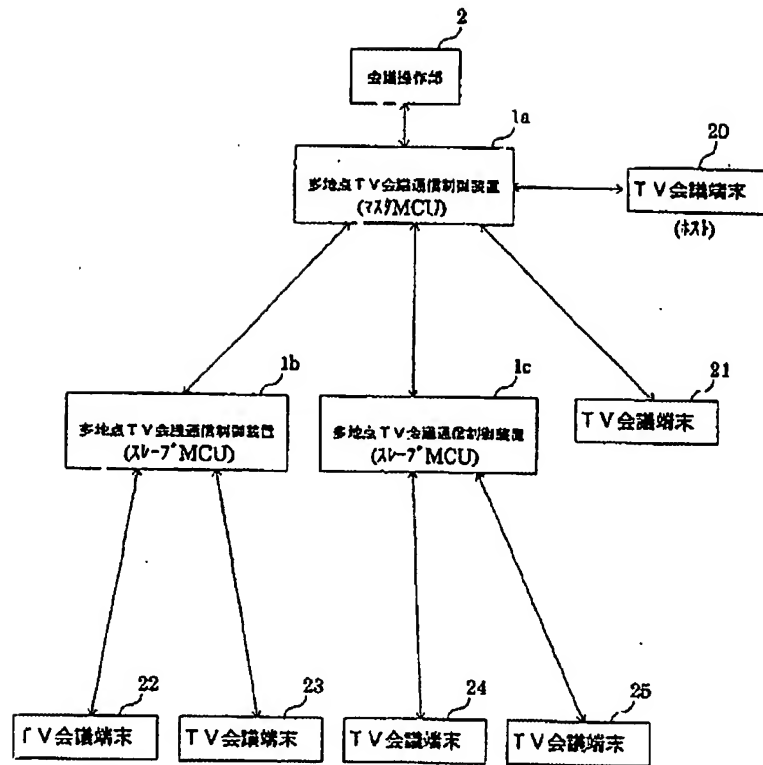 2
会議操作部
1a
多地点TV会議通信制御装置
(マスタMCU)
20
TV会議端末
(ホスト)
1b
多地点TV会議通信制御装置
(スレーブMCU)
1c
多地点TV会議通信制御装置
(スレーブMCU)
21
TV会議端末
22
TV会議端末
23
TV会議端末
24
TV会議端末
25
TV会議端末